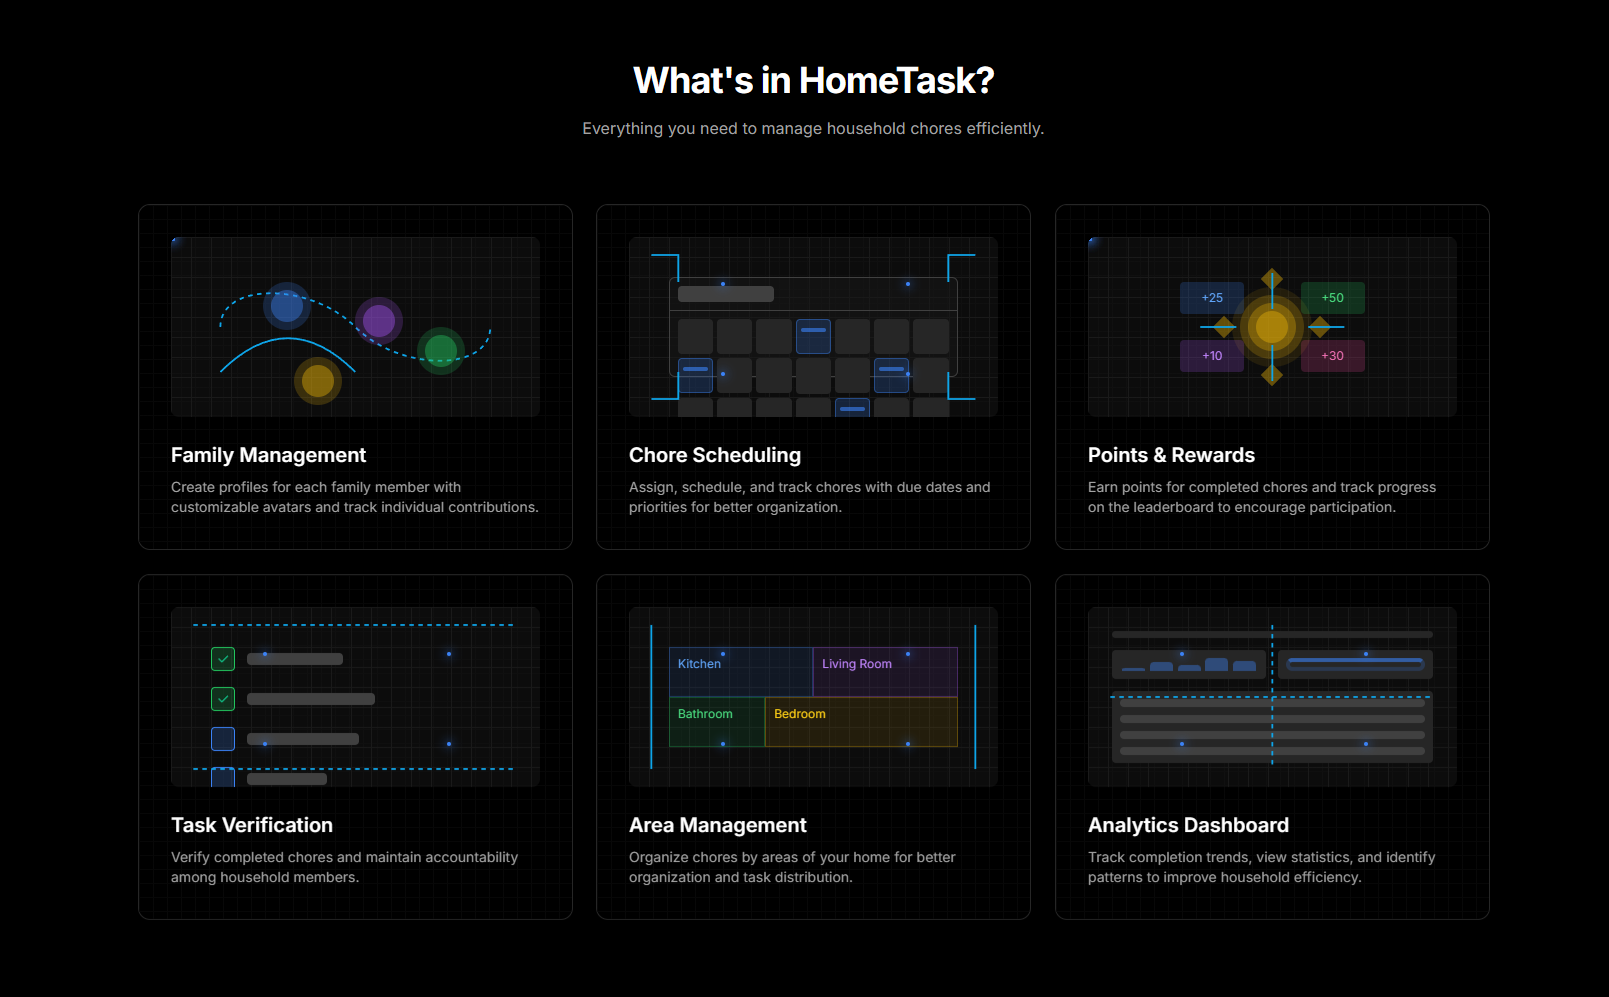 What's in HomeTask?
Everything you need to manage household chores efficiently.
+25
+50
+10
+30
Family Management
Create profiles for each family member with
customizable avatars and track individual contributions.
Chore Scheduling
Assign, schedule, and track chores with due dates and
priorities for better organization.
Points & Rewards
Earn points for completed chores and track progress
on the leaderboard to encourage participation.
Kitchen
Living Room
Bathroom
Bedroom
Task Verification
Verify completed chores and maintain accountability
among household members.
Area Management
Organize chores by areas of your home for better
organization and task distribution.
Analytics Dashboard
Track completion trends, view statistics, and identify
patterns to improve household efficiency.